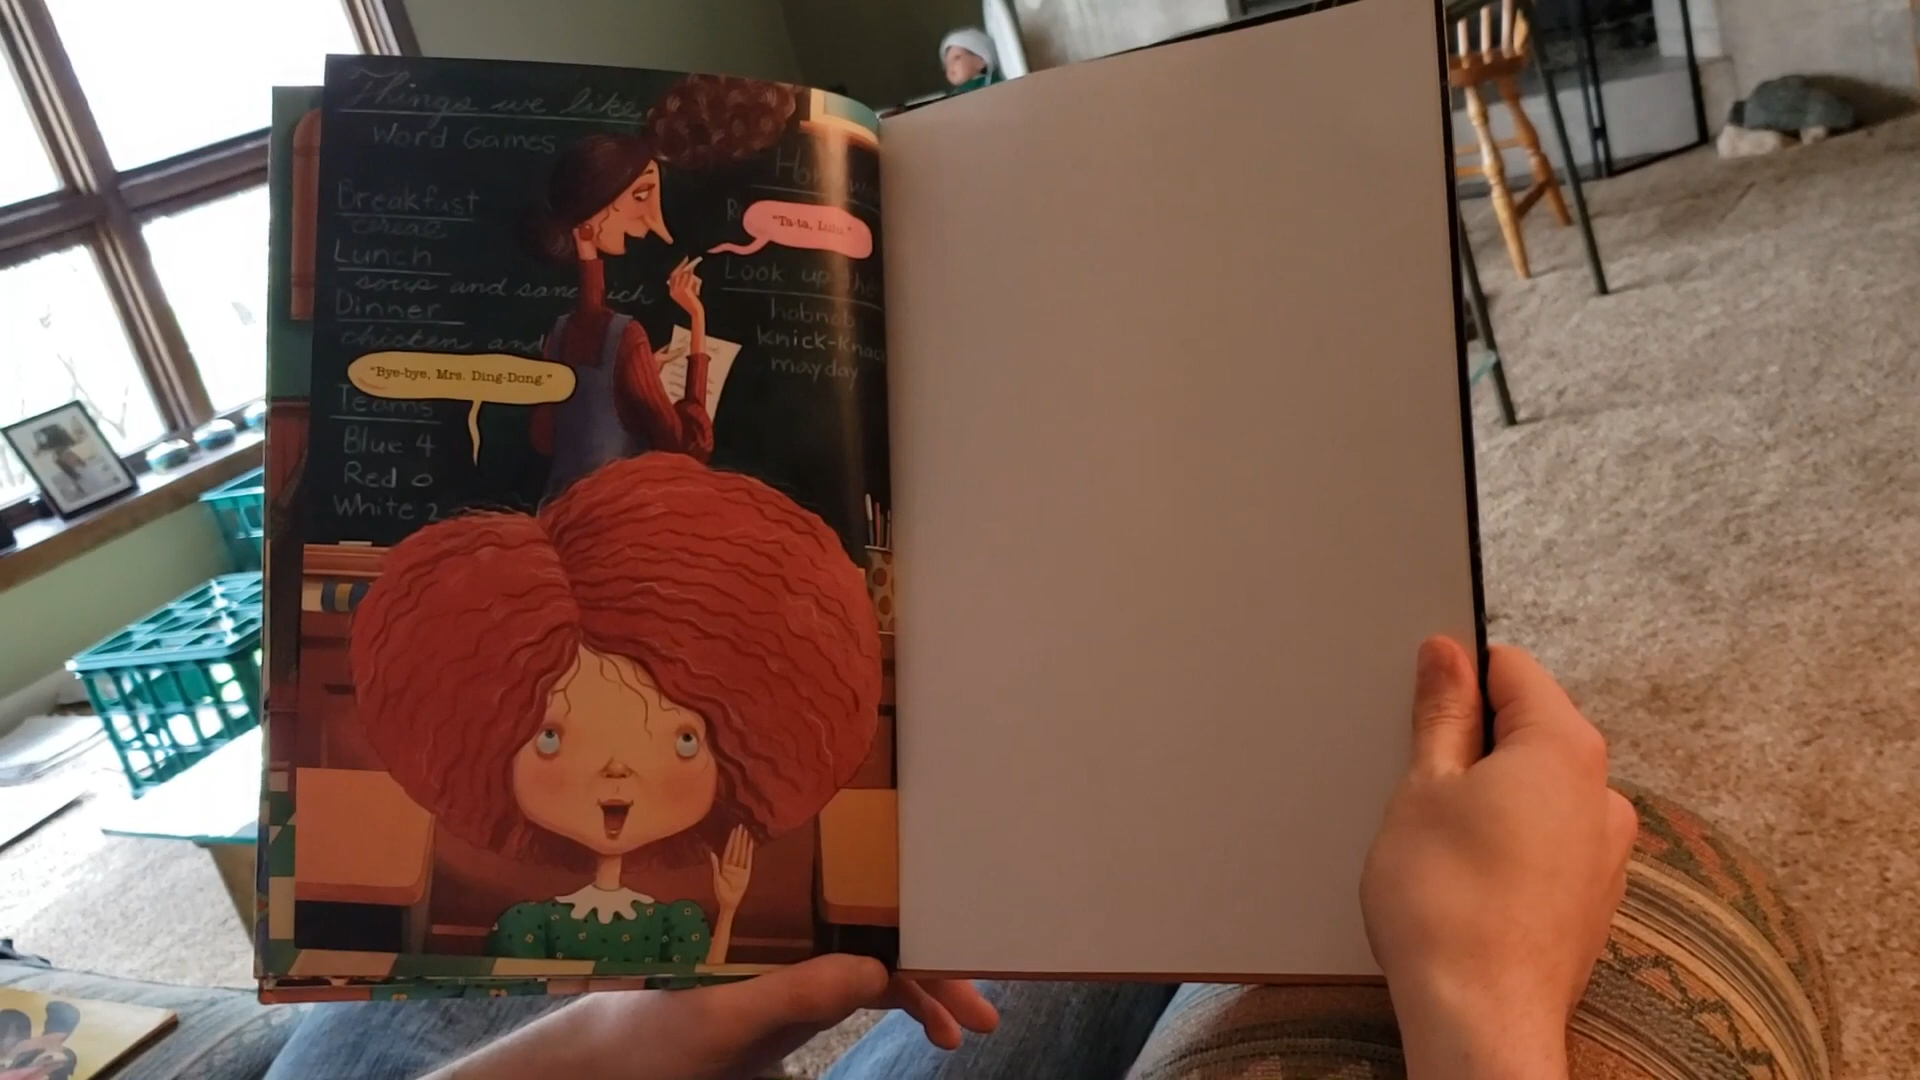 Things we like
Word Games
Breakfast
cereal
Lunch
soup and sandwich
Dinner
chicken and
"Bye-bye, Mrs. Ding-Dong."
Teams
Blue 4
Red 0
White 2
"Ta-ta, Lulu."
Look up the
hobnob
knick-knac
mayday